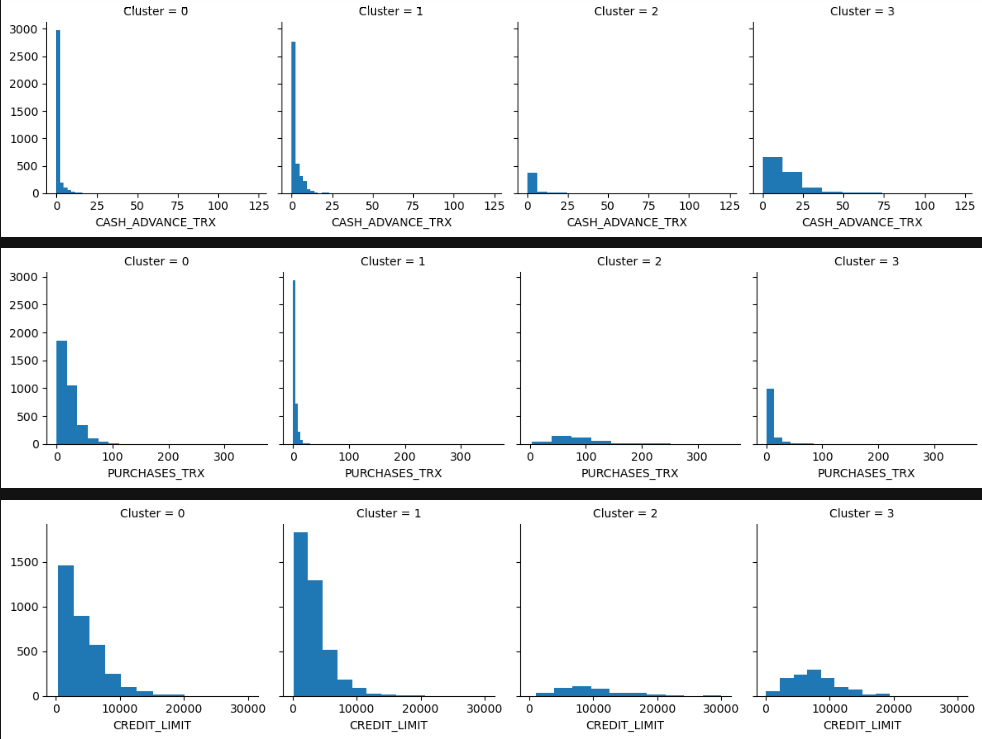 Cluster = 0 Cluster = 1 Cluster = 2 Cluster = 3
3000
2500
2000
1500
1000
500
0
0 25 50 75 100 125 0 25 50 75 100 125 0 25 50 75 100 125 0 25 50 75 100 125
CASH_ADVANCE_TRX CASH_ADVANCE_TRX CASH_ADVANCE_TRX CASH_ADVANCE_TRX
Cluster = 0 Cluster = 1 Cluster = 2 Cluster = 3
3000
2500
2000
1500
1000
500
0
0 100 200 300 0 100 200 300 0 100 200 300 0 100 200 300
PURCHASES_TRX PURCHASES_TRX PURCHASES_TRX PURCHASES_TRX
Cluster = 0 Cluster = 1 Cluster = 2 Cluster = 3
1500
1000
500
0
0 10000 20000 30000 0 10000 20000 30000 0 10000 20000 30000 0 10000 20000 30000
CREDIT_LIMIT CREDIT_LIMIT CREDIT_LIMIT CREDIT_LIMIT